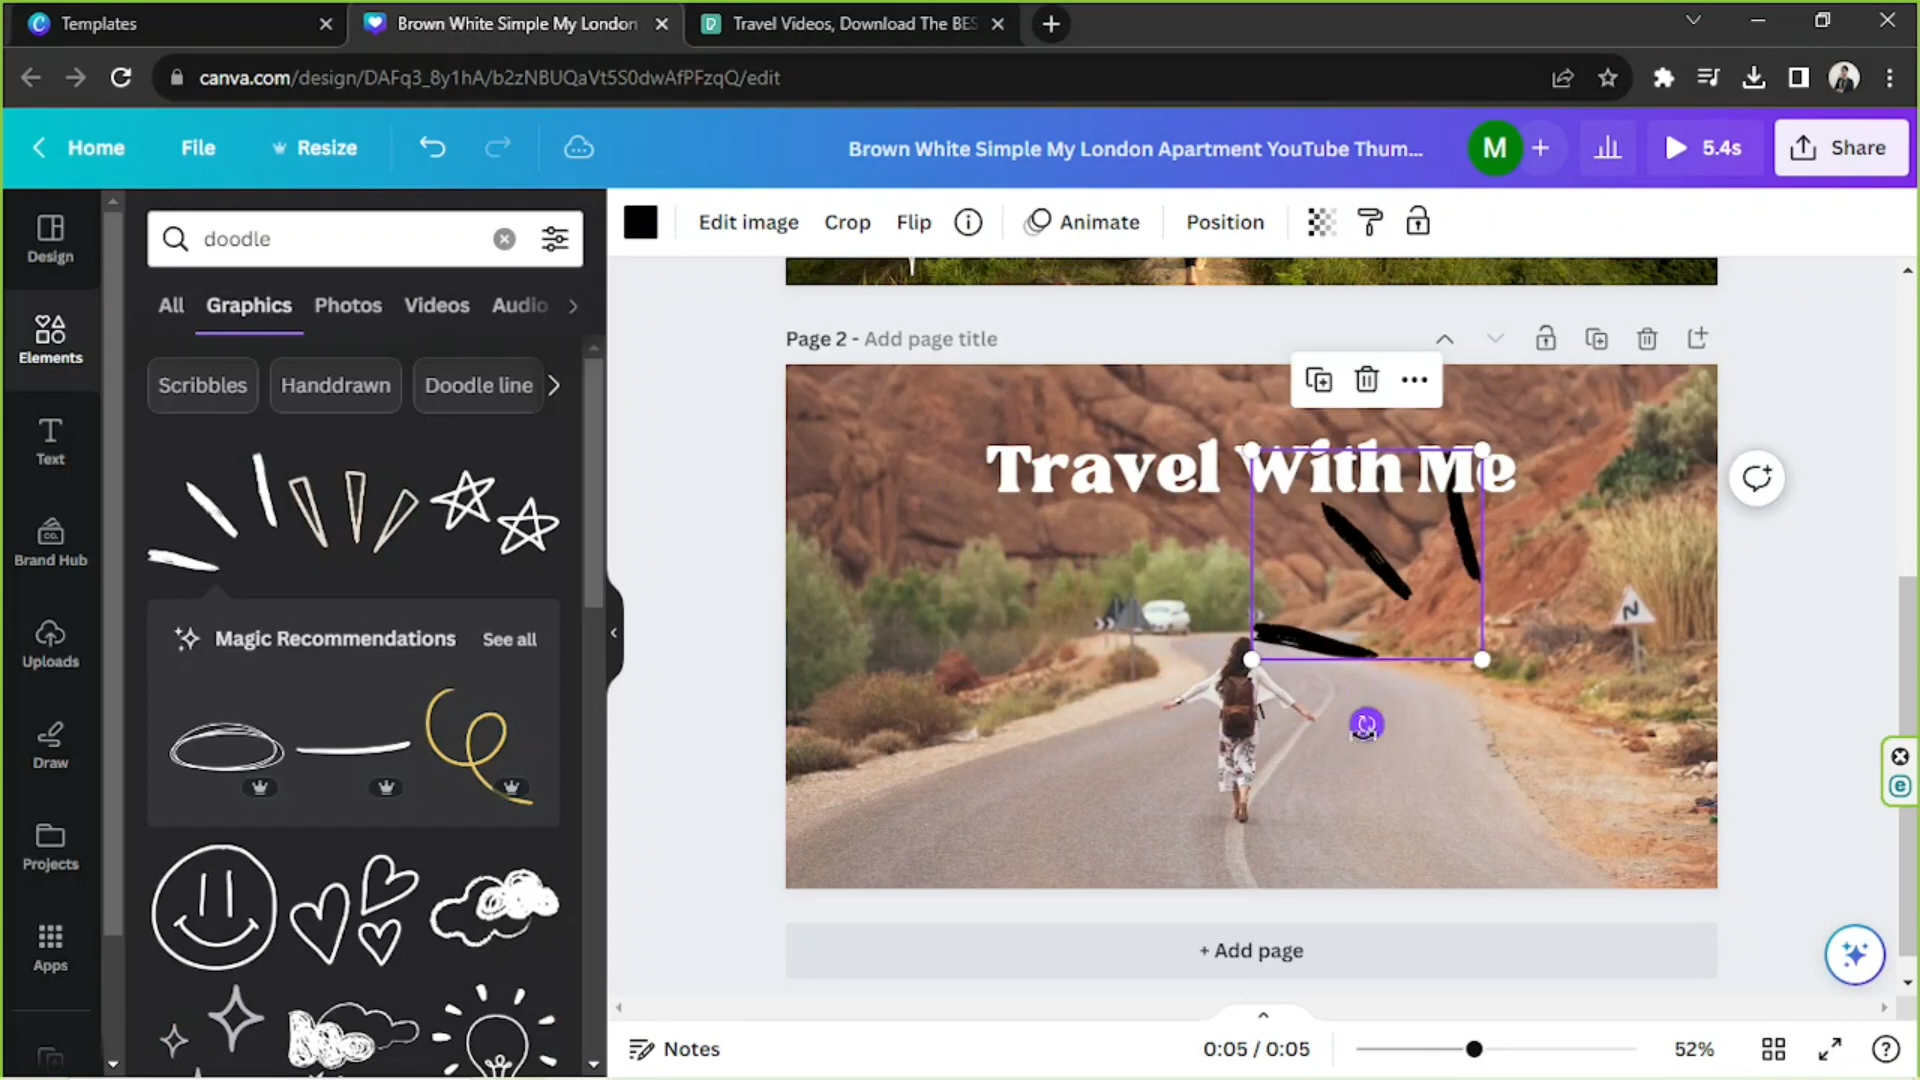 Templates
Brown White Simple My London
Travel Videos, Download The BES
canva.com/design/DAFq3_8y1hA/b2zNBUQaVt5S0dwAfPFzqQ/edit
Home
File
Resize
Brown White Simple My London Apartment YouTube Thum...
M
5.4s
Share
doodle
Edit image
Crop
Flip
Animate
Position
Design
Elements
Text
Brand Hub
Uploads
Draw
Projects
Apps
All
Graphics
Photos
Videos
Audio
Scribbles
Handdrawn
Doodle line
Magic Recommendations
See all
Page 2 - Add page title
Travel With Me
N
+ Add page
Notes
0:05 / 0:05
52%